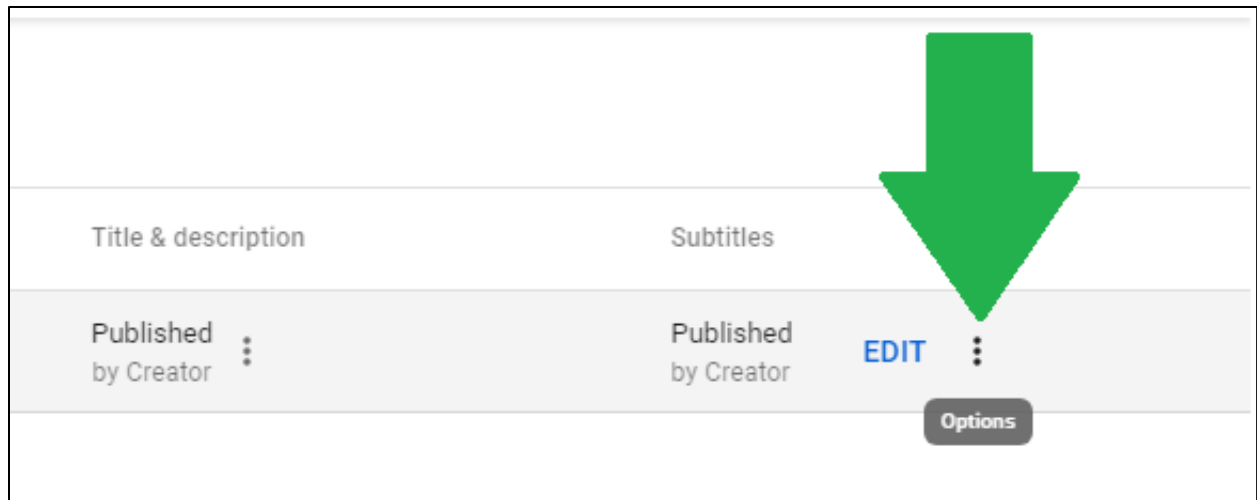 Title & description
Subtitles
Published
by Creator
Published
by Creator
EDIT
Options